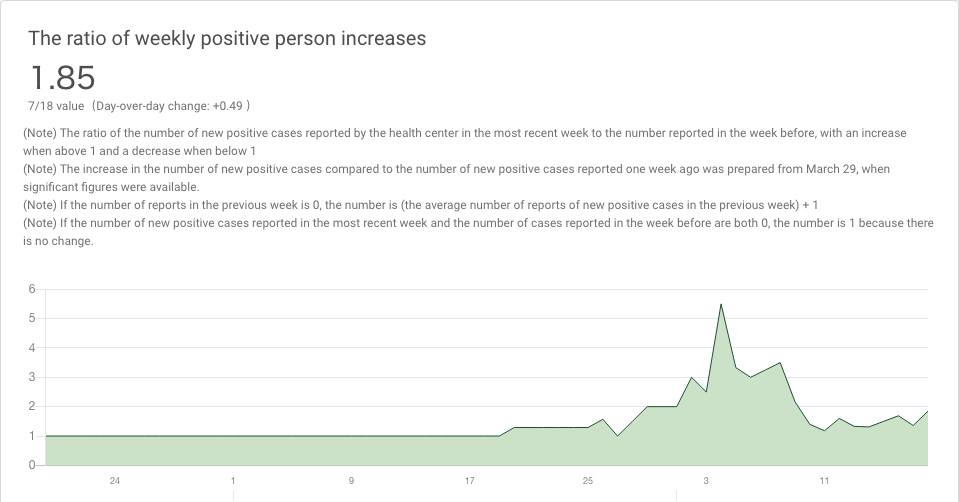 The ratio of weekly positive person increases
1.85
7/18 value（Day-over-day change: +0.49 ）
(Note) The ratio of the number of new positive cases reported by the health center in the most recent week to the number reported in the week before, with an increase
when above 1 and a decrease when below 1
(Note) The increase in the number of new positive cases compared to the number of new positive cases reported one week ago was prepared from March 29, when
significant figures were available.
(Note) If the number of reports in the previous week is 0, the number is (the average number of reports of new positive cases in the previous week) + 1
(Note) If the number of new positive cases reported in the most recent week and the number of cases reported in the week before are both 0, the number is 1 because there
is no change.
6
5
4
3
2
1
0
24 1 9 17 25 3 11